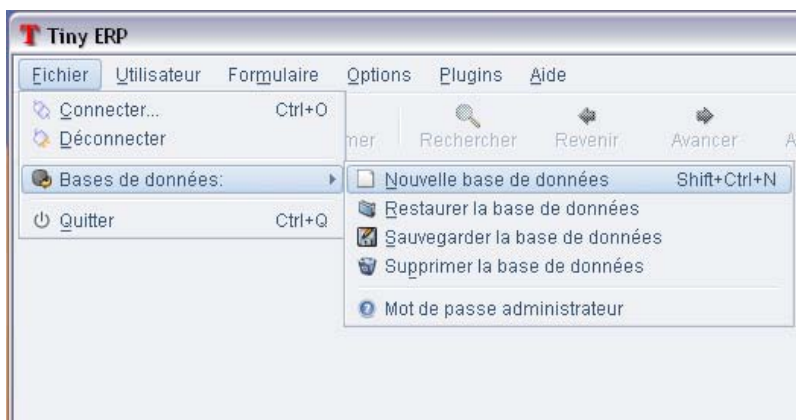 Tiny ERP
Fichier Utilisateur Formulaire Options Plugins Aide
Connecter... Ctrl+O
Déconnecter
Rechercher Revenir Avancer
Bases de données:
Nouvelle base de données Shift+Ctrl+N
Restaurer la base de données
Quitter Ctrl+Q
Sauvegarder la base de données
Supprimer la base de données
Mot de passe administrateur